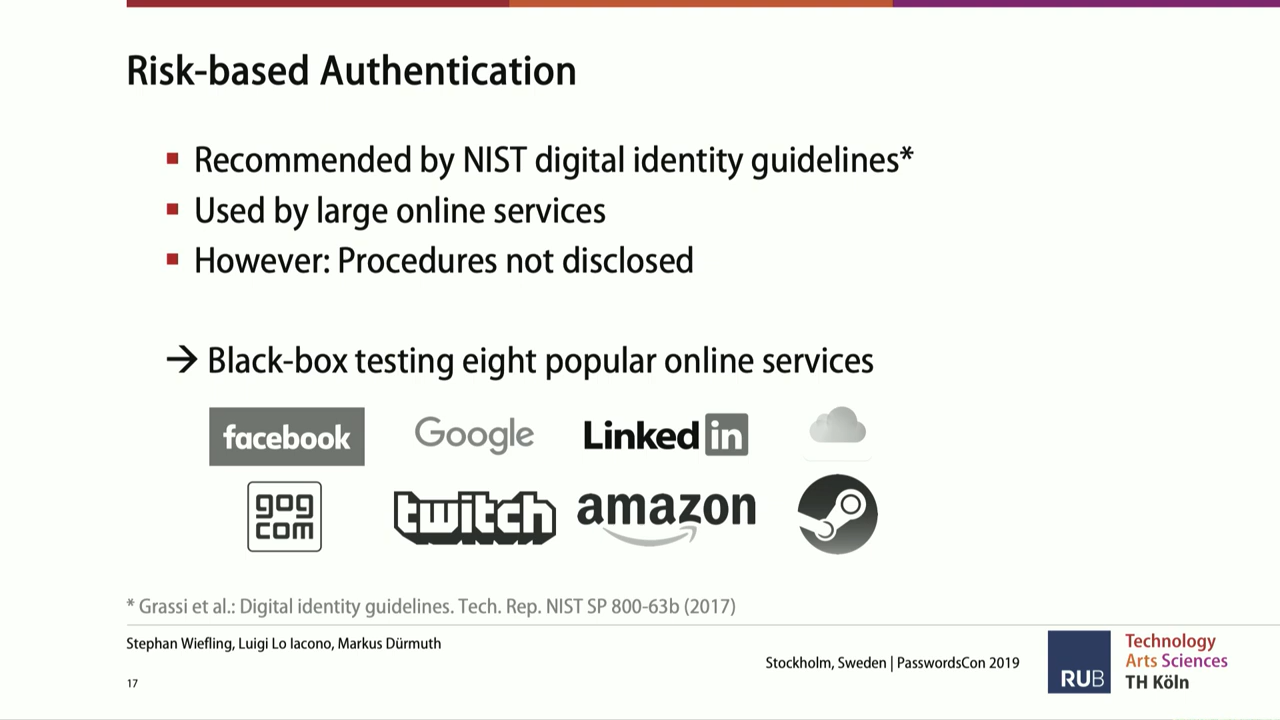 Risk-based Authentication
▪ Recommended by NIST digital identity guidelines*
▪ Used by large online services
▪ However: Procedures not disclosed
→ Black-box testing eight popular online services
facebook Google Linked in
gog com twitch amazon
* Grassi et al.: Digital identity guidelines. Tech. Rep. NIST SP 800-63b (2017)
Stephan Wiefling, Luigi Lo Iacono, Markus Dürmuth
Stockholm, Sweden | PasswordsCon 2019
17
RUB
Technology
Arts Sciences
TH Köln